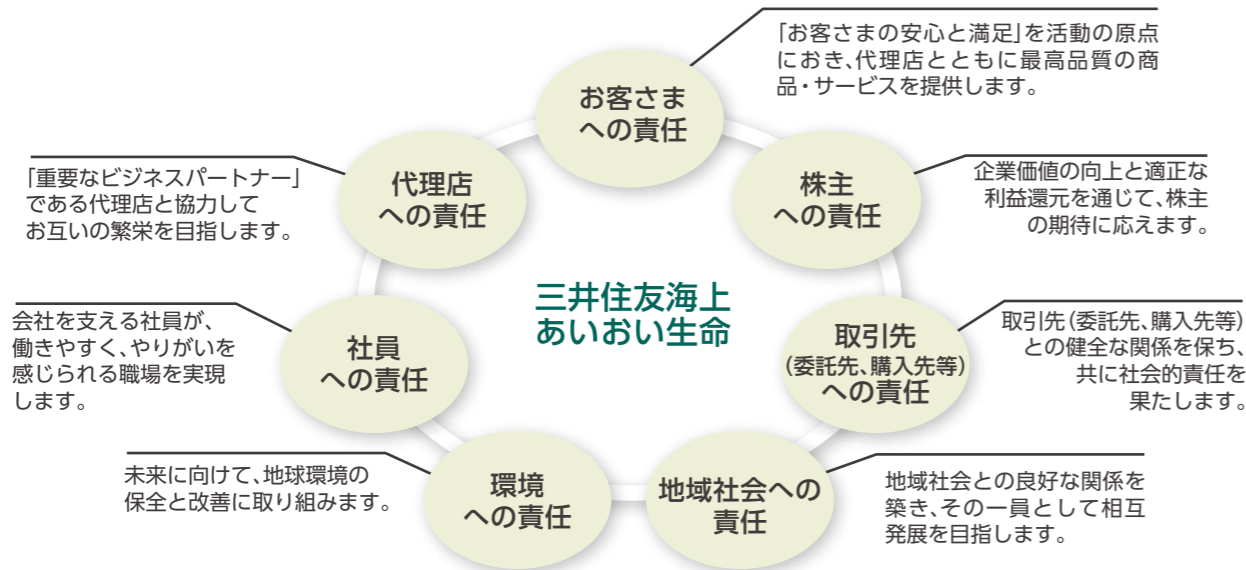 お客さま
への責任
「お客さまの安心と満足」を活動の原点
におき、代理店とともに最高品質の商
品・サービスを提供します。
株主
への責任
企業価値の向上と適正な
利益還元を通じて、株主
の期待に応えます。
取引先
(委託先、購入先等)
への責任
取引先(委託先、購入先等)
との健全な関係を保ち、
共に社会的責任を
果たします。
地域社会への
責任
地域社会との良好な関係を
築き、その一員として相互
発展を目指します。
環境
への責任
未来に向けて、地球環境の
保全と改善に取り組みます。
社員
への責任
会社を支える社員が、
働きやすく、やりがいを
感じられる職場を実現
します。
代理店
への責任
「重要なビジネスパートナー」
である代理店と協力して
お互いの繁栄を目指します。
三井住友海上
あいおい生命